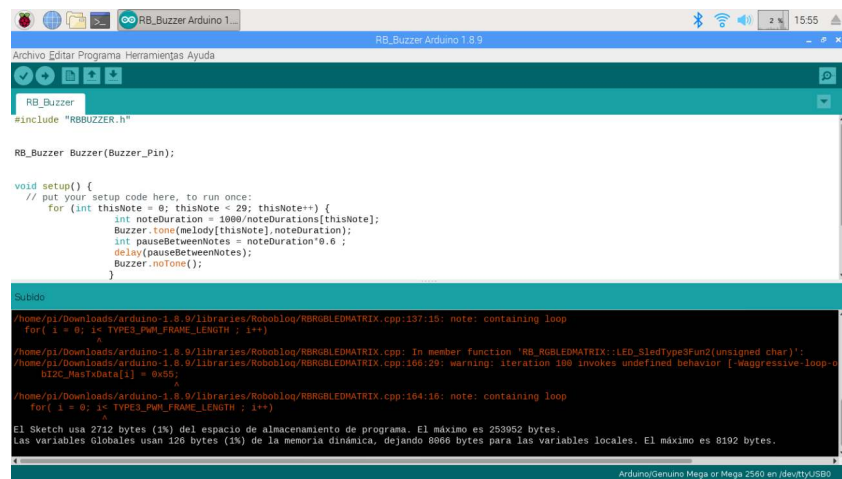 RB_Buzzer Arduino 1....
2 %
15:55
RB_Buzzer Arduino 1.8.9
Archivo Editar Programa Herramientas Ayuda
RB_Buzzer
#include "RBBUZZER.h"
RB_Buzzer Buzzer(Buzzer_Pin);
void setup() {
// put your setup code here, to run once:
for (int thisNote = 0; thisNote < 29; thisNote++) {
int noteDuration = 1000/noteDurations[thisNote];
Buzzer.tone(melody[thisNote],noteDuration);
int pauseBetweenNotes = noteDuration*0.6 ;
delay(pauseBetweenNotes);
Buzzer.noTone();
}
Subido
/home/pi/Downloads/arduino-1.8.9/libraries/Robobloq/RBRGBLEDMATRIX.cpp:137:15: note: containing loop
for( i = 0; i< TYPE3_PWM_FRAME_LENGTH ; i++)
^
/home/pi/Downloads/arduino-1.8.9/libraries/Robobloq/RBRGBLEDMATRIX.cpp: In member function 'RB_RGBLEDMATRIX::LED_SledType3Fun2(unsigned char)':
/home/pi/Downloads/arduino-1.8.9/libraries/Robobloq/RBRGBLEDMATRIX.cpp:166:29: warning: iteration 100 invokes undefined behavior [-Waggressive-loop-o
bI2C_MasTxData[i] = 0x55;
^
/home/pi/Downloads/arduino-1.8.9/libraries/Robobloq/RBRGBLEDMATRIX.cpp:164:16: note: containing loop
for( i = 0; i< TYPE3_PWM_FRAME_LENGTH ; i++)
^
El Sketch usa 2712 bytes (1%) del espacio de almacenamiento de programa. El máximo es 253952 bytes.
Las variables Globales usan 126 bytes (1%) de la memoria dinámica, dejando 8066 bytes para las variables locales. El máximo es 8192 bytes.
Arduino/Genuino Mega or Mega 2560 en /dev/ttyUSB0